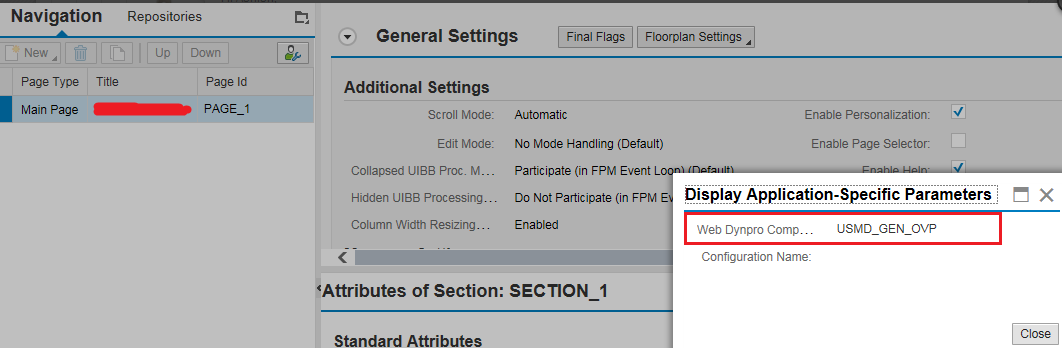 Navigation Repositories
New Up Down
Page Type Title Page Id
Main Page PAGE_1
General Settings Final Flags Floorplan Settings
Additional Settings
Scroll Mode: Automatic Enable Personalization:
Edit Mode: No Mode Handling (Default) Enable Page Selector:
Collapsed UIBB Proc. M... Participate (in FPM Event Loop) (Default) Enable Help:
Hidden UIBB Processing... Do Not Participate (in FPM E
Column Width Resizing... Enabled
Attributes of Section: SECTION_1
Standard Attributes
Display Application-Specific Parameters
Web Dynpro Comp... USMD_GEN_OVP
Configuration Name:
Close